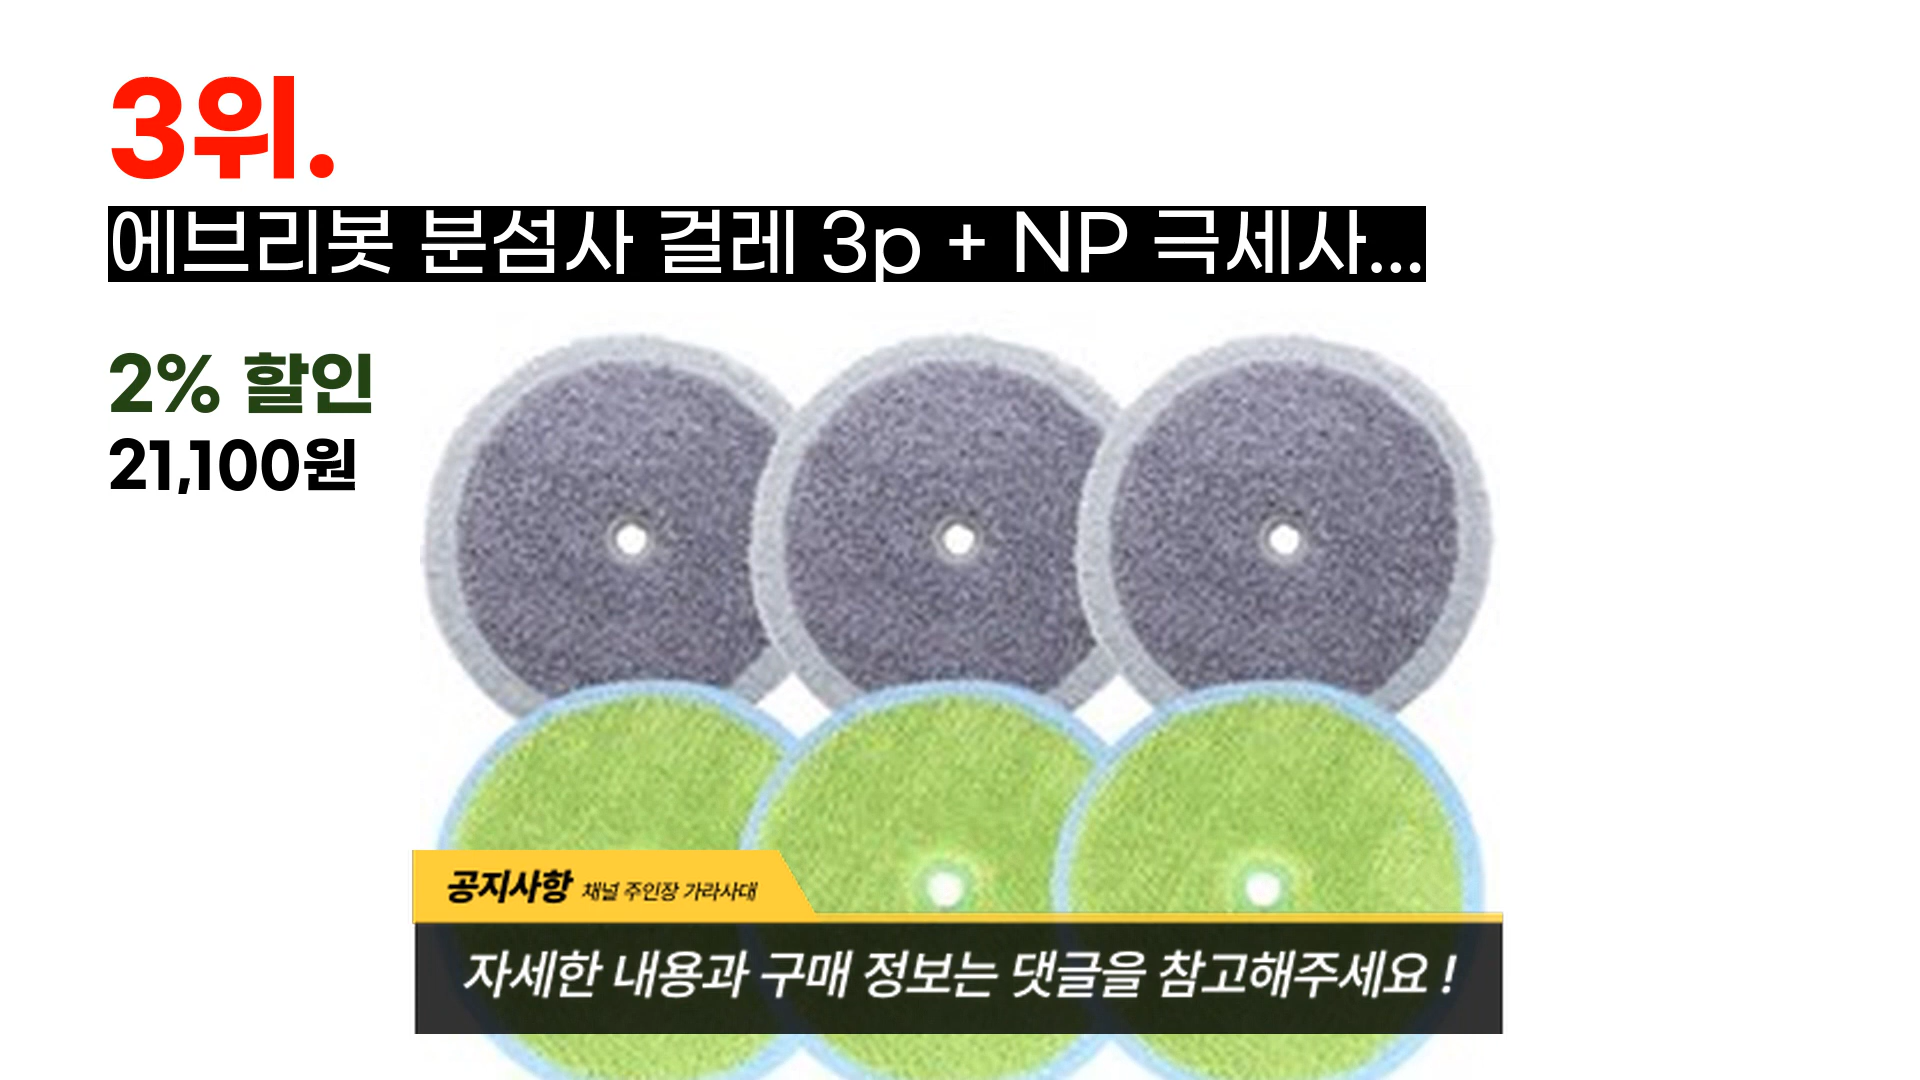 3위.
에브리봇 분섬사 걸레 3p + NP 극세사...
2% 할인
21,100원
공지사항 채널 주인장 가라사대
자세한 내용과 구매 정보는 댓글을 참고해주세요 !